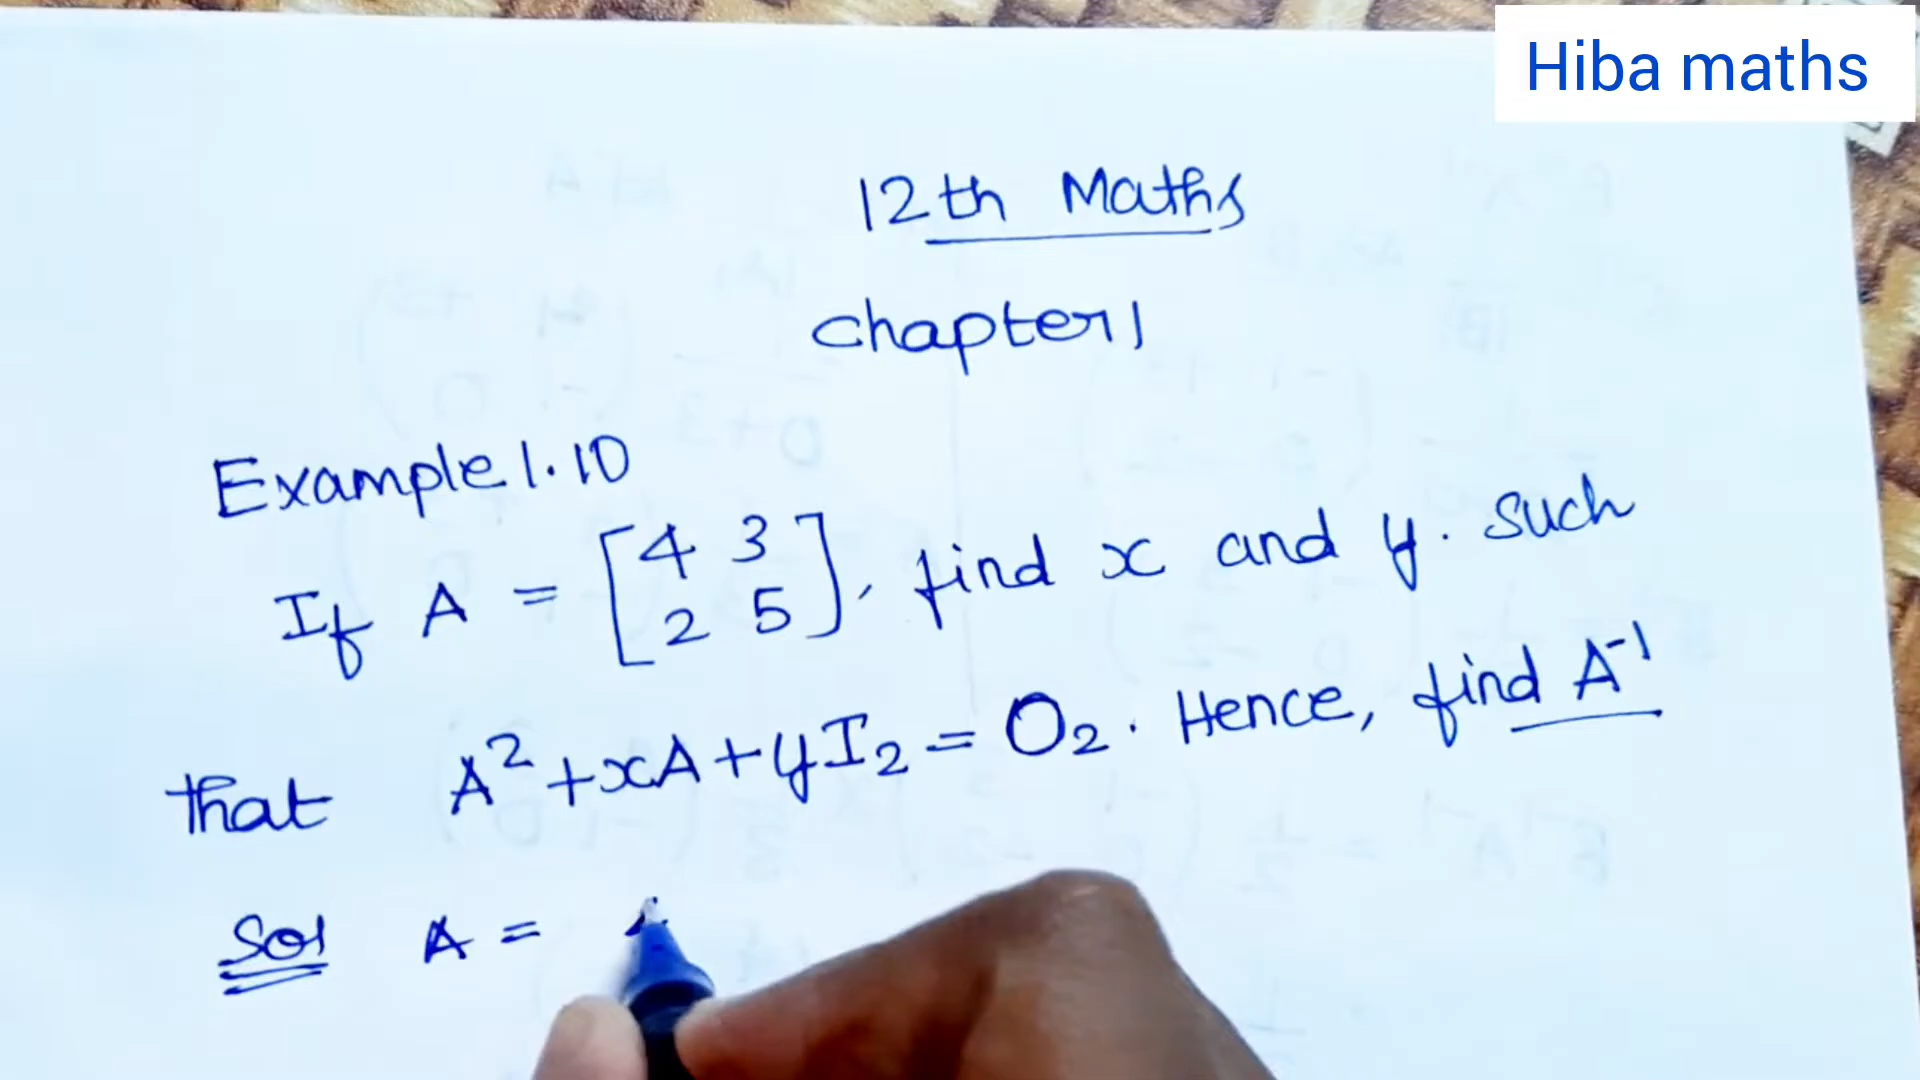 Hiba maths
12th Maths
Chapter 1
Example 1.10
If A = [4 3 2 5], find x and y. such
that A² + xA + yI₂ = O₂. Hence, find A⁻¹
Sol A =